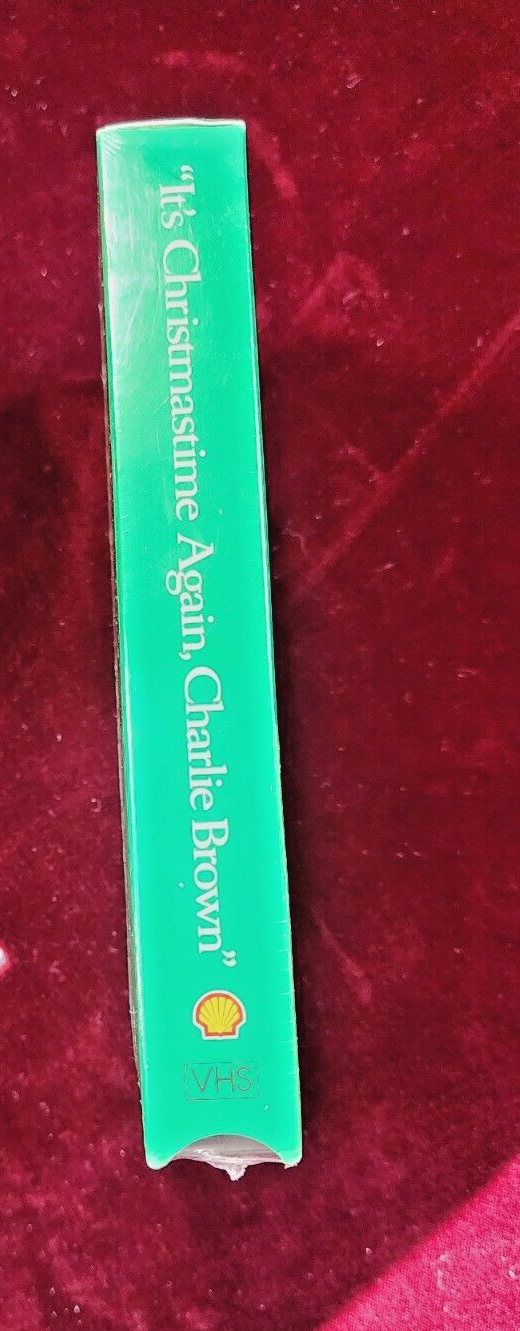 “It's Christmastime Again, Charlie Brown”
VHS